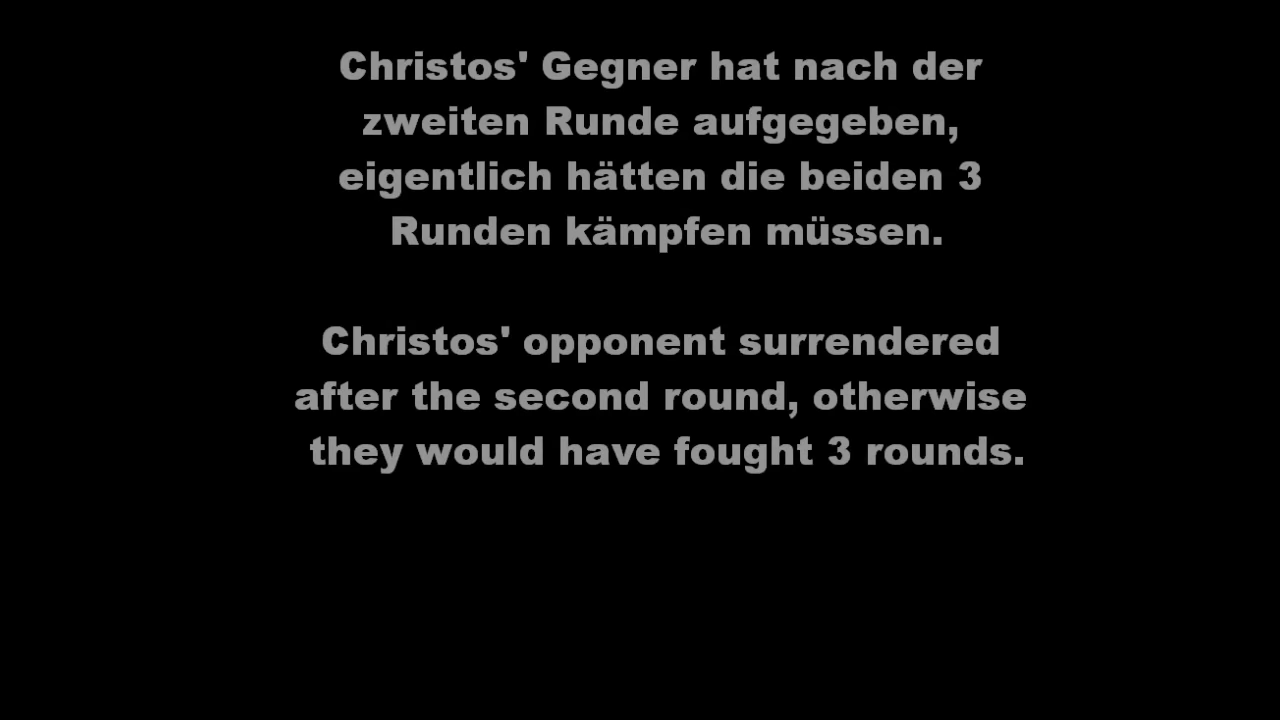 Christos' Gegner hat nach der
zweiten Runde aufgegeben,
eigentlich hätten die beiden 3
Runden kämpfen müssen.
Christos' opponent surrendered
after the second round, otherwise
they would have fought 3 rounds.